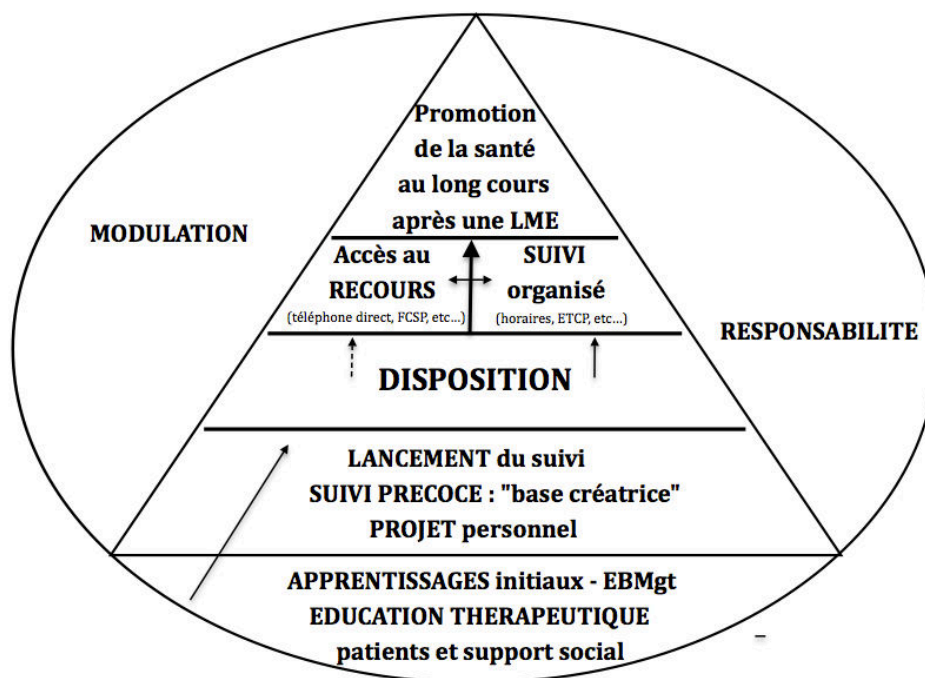 Promotion
de la santé
au long cours
après une LME
MODULATION
Accès au
RECOURS
(téléphone direct, FCSP, etc...)
SUIVI
organisé
(horaires, ETCP, etc...)
RESPONSABILITE
DISPOSITION
LANCEMENT du suivi
SUIVI PRECOCE : "base créatrice"
PROJET personnel
APPRENTISSAGES initiaux - EBMgt
EDUCATION THERAPEUTIQUE
patients et support social